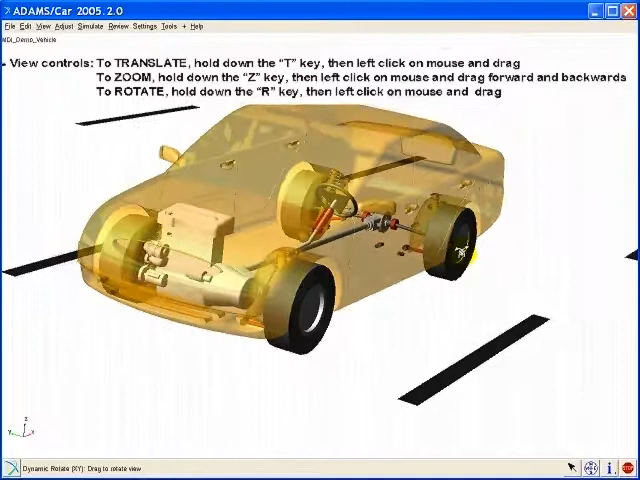 ADAMS/Car 2005.2.0
File Edit View Adjust Simulate Review Settings Tools + Help
MDI_Demo_Vehicle
- View controls: To TRANSLATE, hold down the "T" key, then left click on mouse and drag
To ZOOM, hold down the "Z" key, then left click on mouse and drag forward and backwards
To ROTATE, hold down the "R" key, then left click on mouse and drag
Z
Y X
Dynamic Rotate (XY): Drag to rotate view
i
STOP